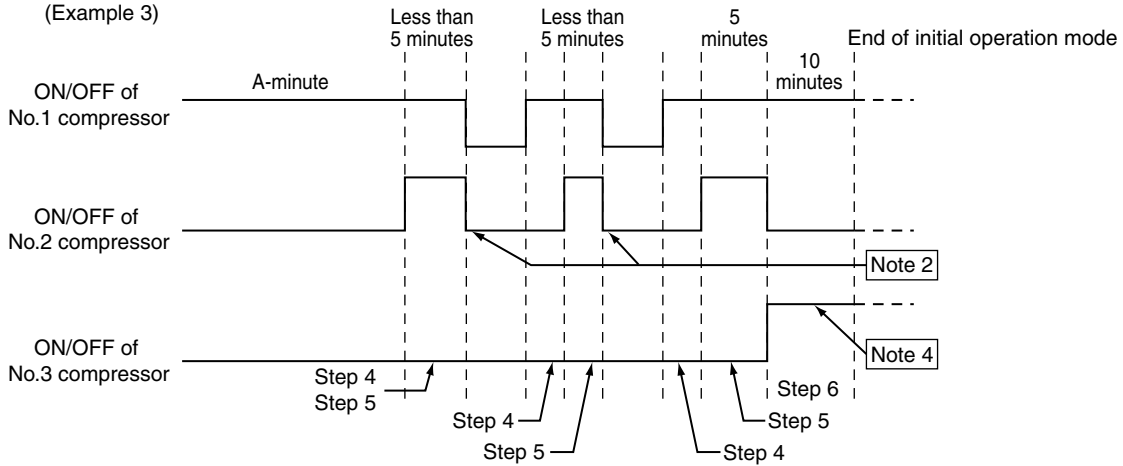 (Example 3)
Less than
5 minutes
Less than
5 minutes
5
minutes
End of initial operation mode
10
minutes
A-minute
ON/OFF of
No.1 compressor
ON/OFF of
No.2 compressor
Note 2
ON/OFF of
No.3 compressor
Note 4
Step 4
Step 5
Step 6
Step 4
Step 5
Step 5
Step 4